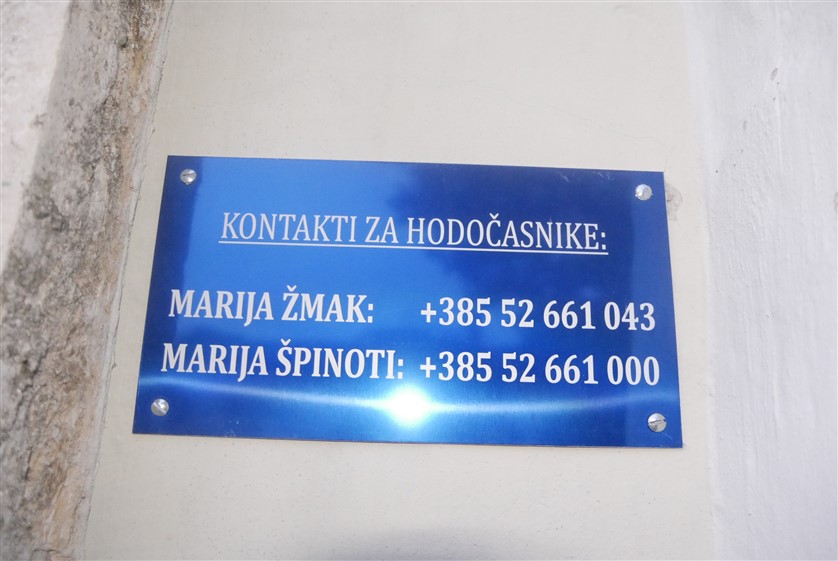 KONTAKTI ZA HODOČASNIKE:
MARIJA ŽMAK: +385 52 661 043
MARIJA ŠPINOTI: +385 52 661 000